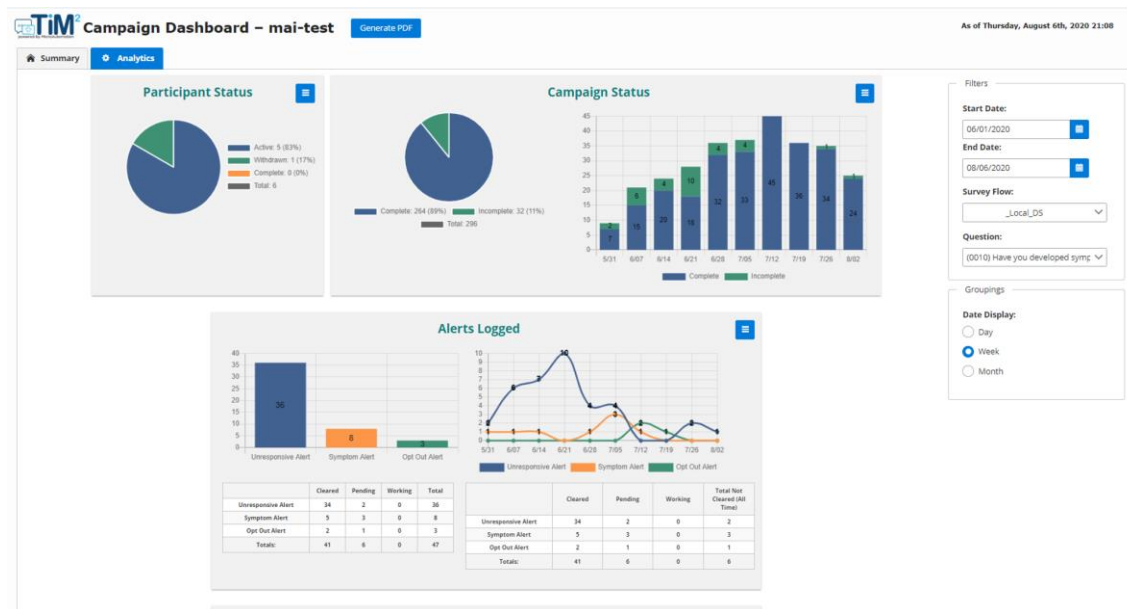 TiM² Campaign Dashboard – mai-test
Generate PDF
As of Thursday, August 6th, 2020 21:08
Summary
Analytics
Participant Status
Active: 5 (83%)
Withdrawn: 1 (17%)
Complete: 0 (0%)
Total: 6
Campaign Status
Complete: 264 (89%) Incomplete: 32 (11%)
Total: 296
45
40
35
30
25
20
15
10
5
0
2 6 4 10 4 4 1 1
7 15 20 18 32 33 45 36 34 24
5/31 6/07 6/14 6/21 6/28 7/05 7/12 7/19 7/26 8/02
Complete Incomplete
Filters
Start Date:
06/01/2020
End Date:
08/06/2020
Survey Flow:
_Local_DS
Question:
(0010) Have you developed symp
Groupings
Date Display:
Day
Week
Month
Alerts Logged
40
35
30
25
20
15
10
5
0
36 8 3
Unresponsive Alert Symptom Alert Opt Out Alert
10
9
8
7
6
5
4
3
2
1
0
5/31 6/07 6/14 6/21 6/28 7/05 7/12 7/19 7/26 8/02
Unresponsive Alert Symptom Alert Opt Out Alert
Cleared Pending Working Total
Unresponsive Alert 34 2 0 36
Symptom Alert 5 3 0 8
Opt Out Alert 2 1 0 3
Totals: 41 6 0 47
Cleared Pending Working Total Not
Cleared (All
Time)
Unresponsive Alert 34 2 0 2
Symptom Alert 5 3 0 3
Opt Out Alert 2 1 0 1
Totals: 41 6 0 6